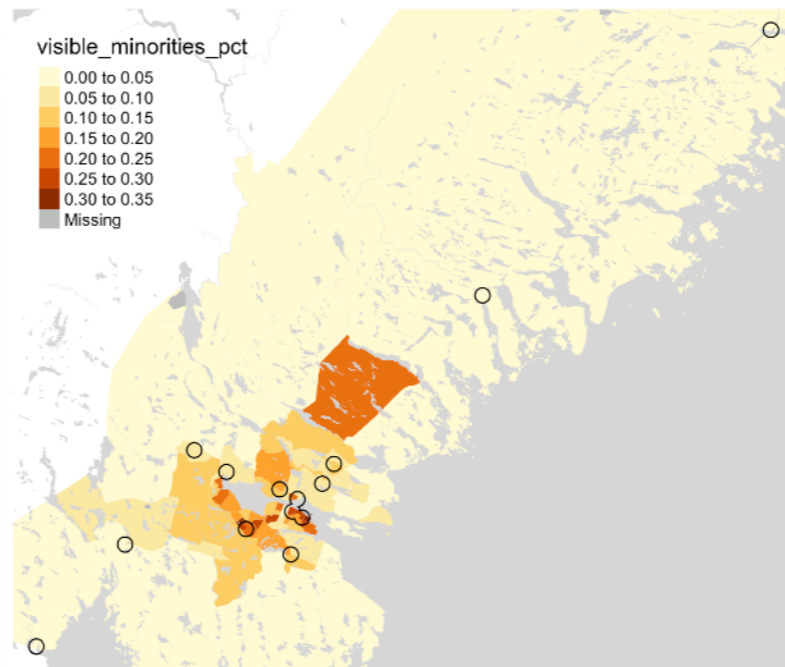 visible_minorities_pct
0.00 to 0.05
0.05 to 0.10
0.10 to 0.15
0.15 to 0.20
0.20 to 0.25
0.25 to 0.30
0.30 to 0.35
Missing